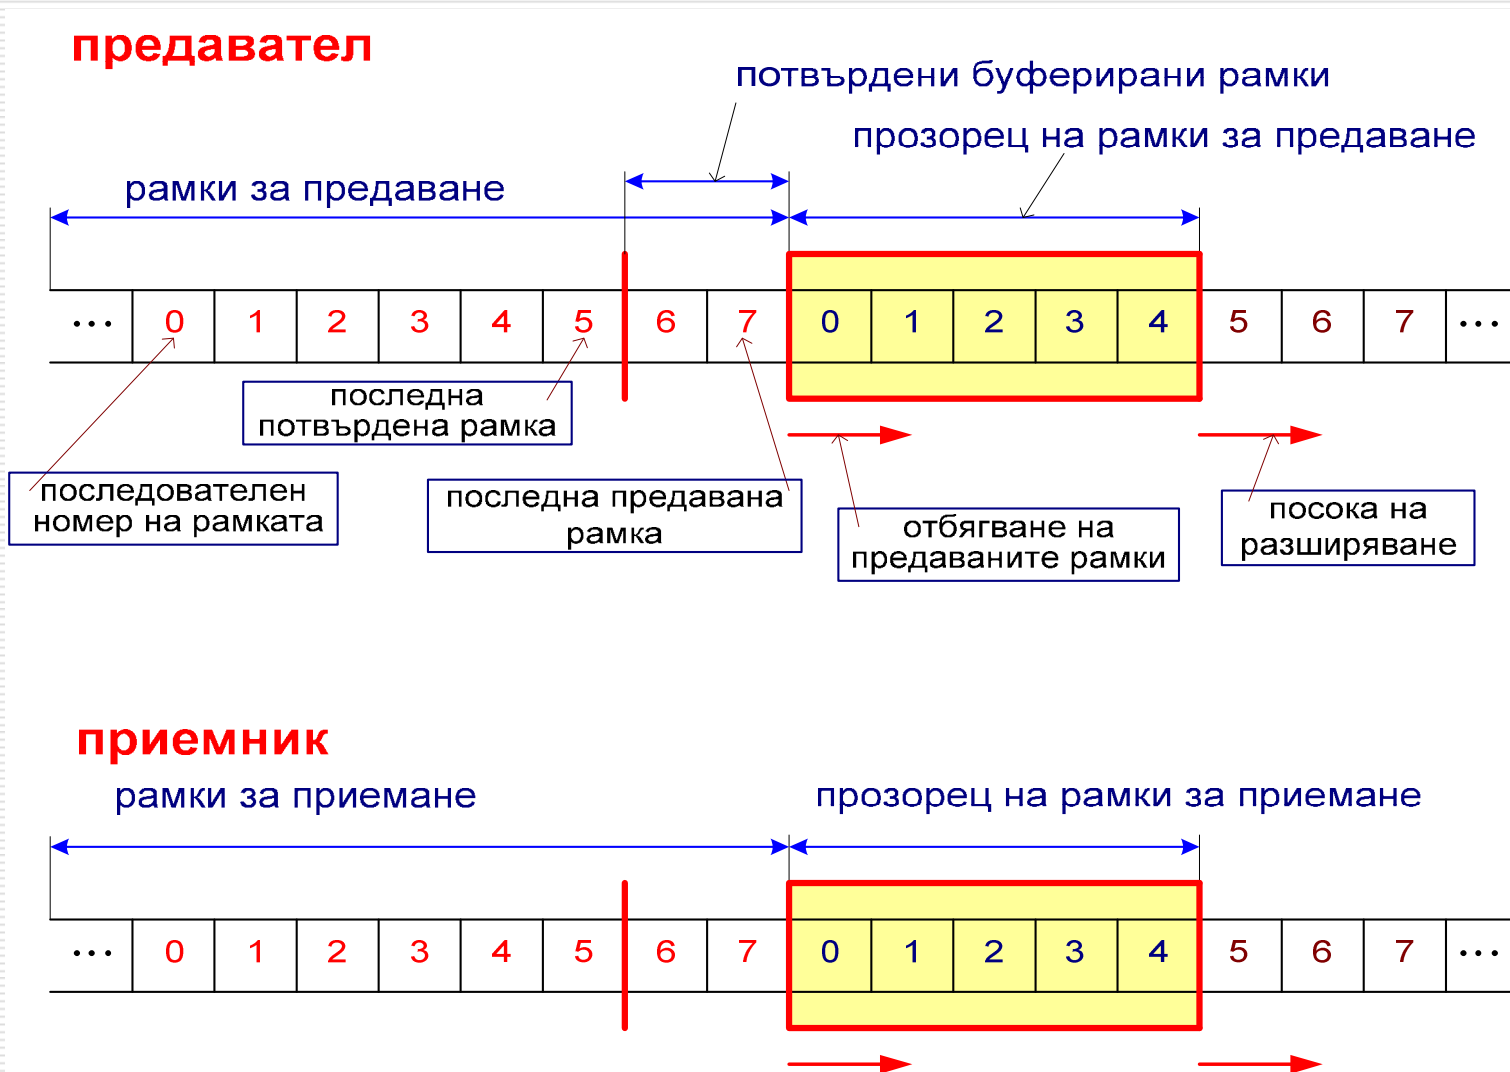 предавател
потвърдени буферирани рамки
прозорец на рамки за предаване
рамки за предаване
... 0 1 2 3 4 5 6 7 0 1 2 3 4 5 6 7 ...
последна
потвърдена рамка
последователен
номер на рамката
последна предавана
рамка
отбягване на
предаваните рамки
посока на
разширяване
приемник
рамки за приемане
прозорец на рамки за приемане
... 0 1 2 3 4 5 6 7 0 1 2 3 4 5 6 7 ...